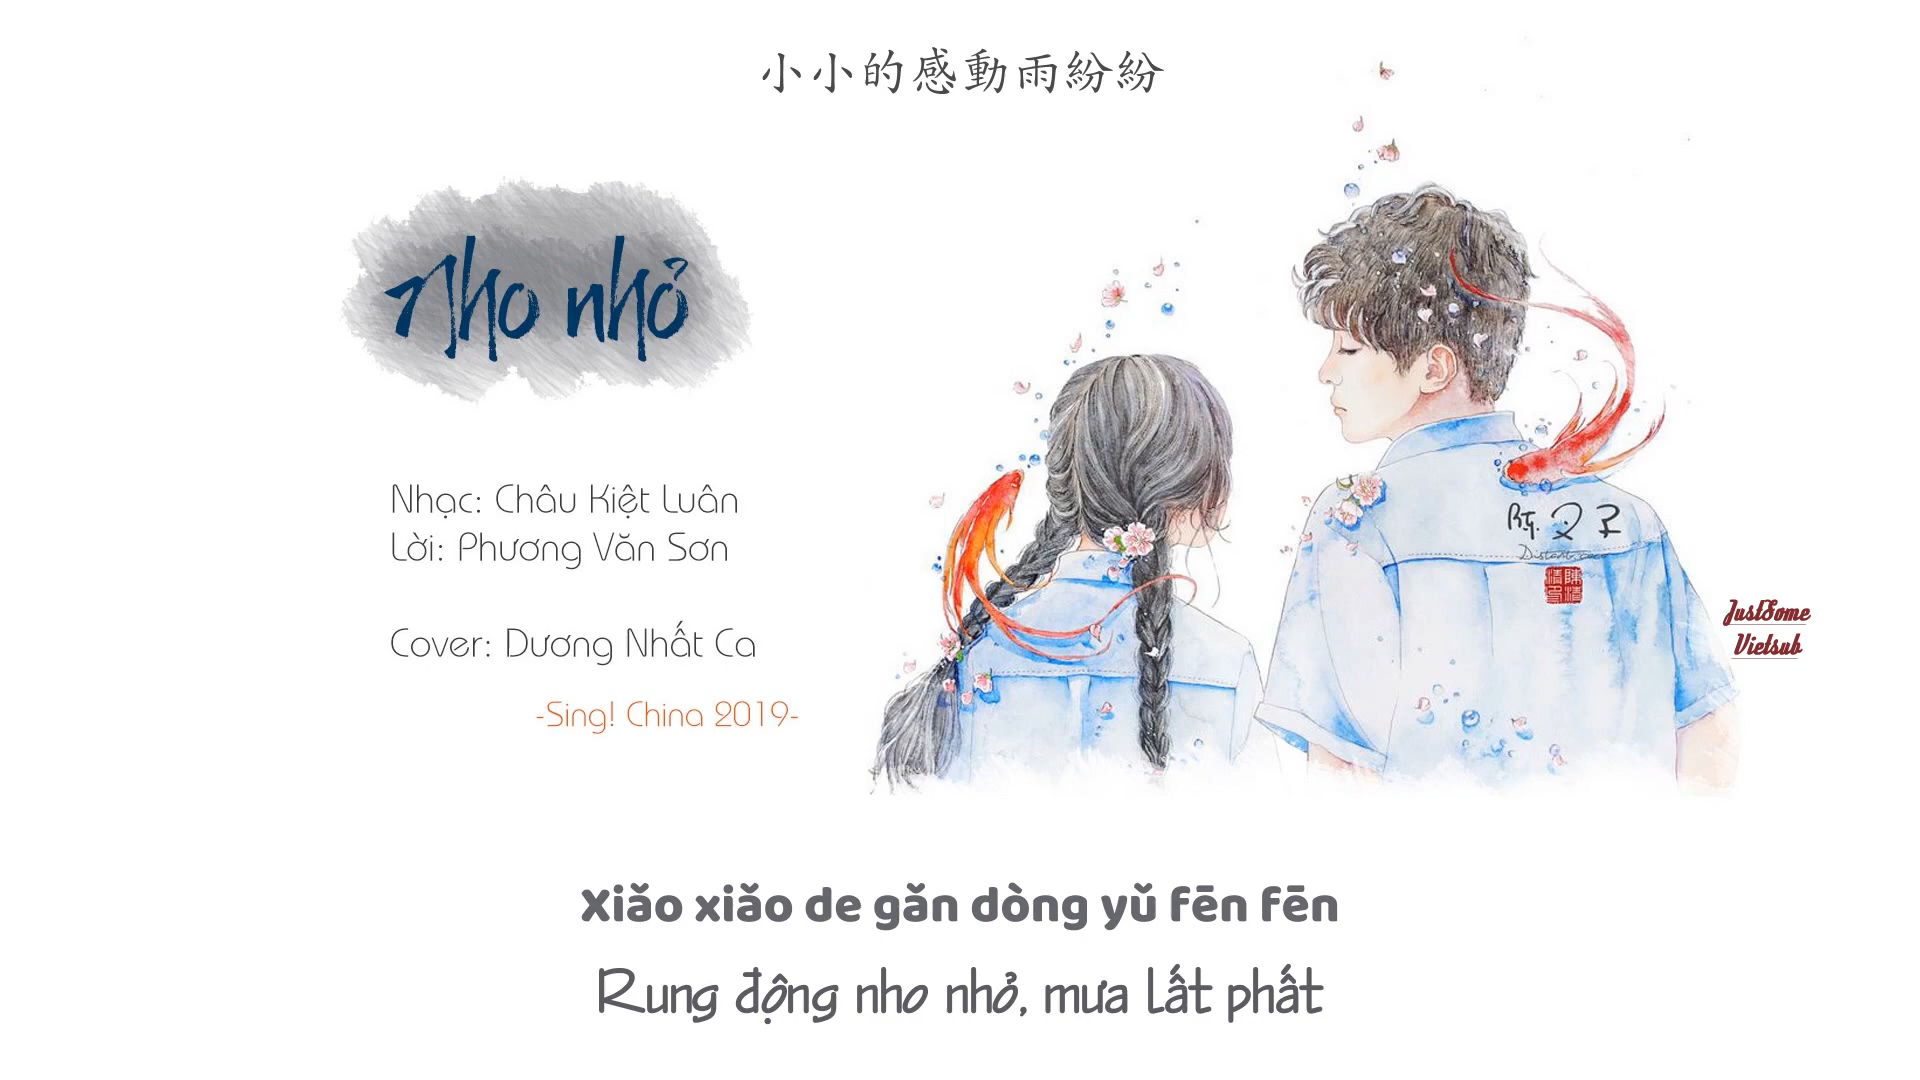 小小的感動雨紛紛
Nho nhỏ
Nhạc: Châu Kiệt Luân
Lời: Phương Văn Sơn
Cover: Dương Nhất Ca
-Sing! China 2019-
JustSome
Vietsub
Xiǎo xiǎo de gǎn dòng yǔ fēn fēn
Rung động nho nhỏ, mưa lất phất